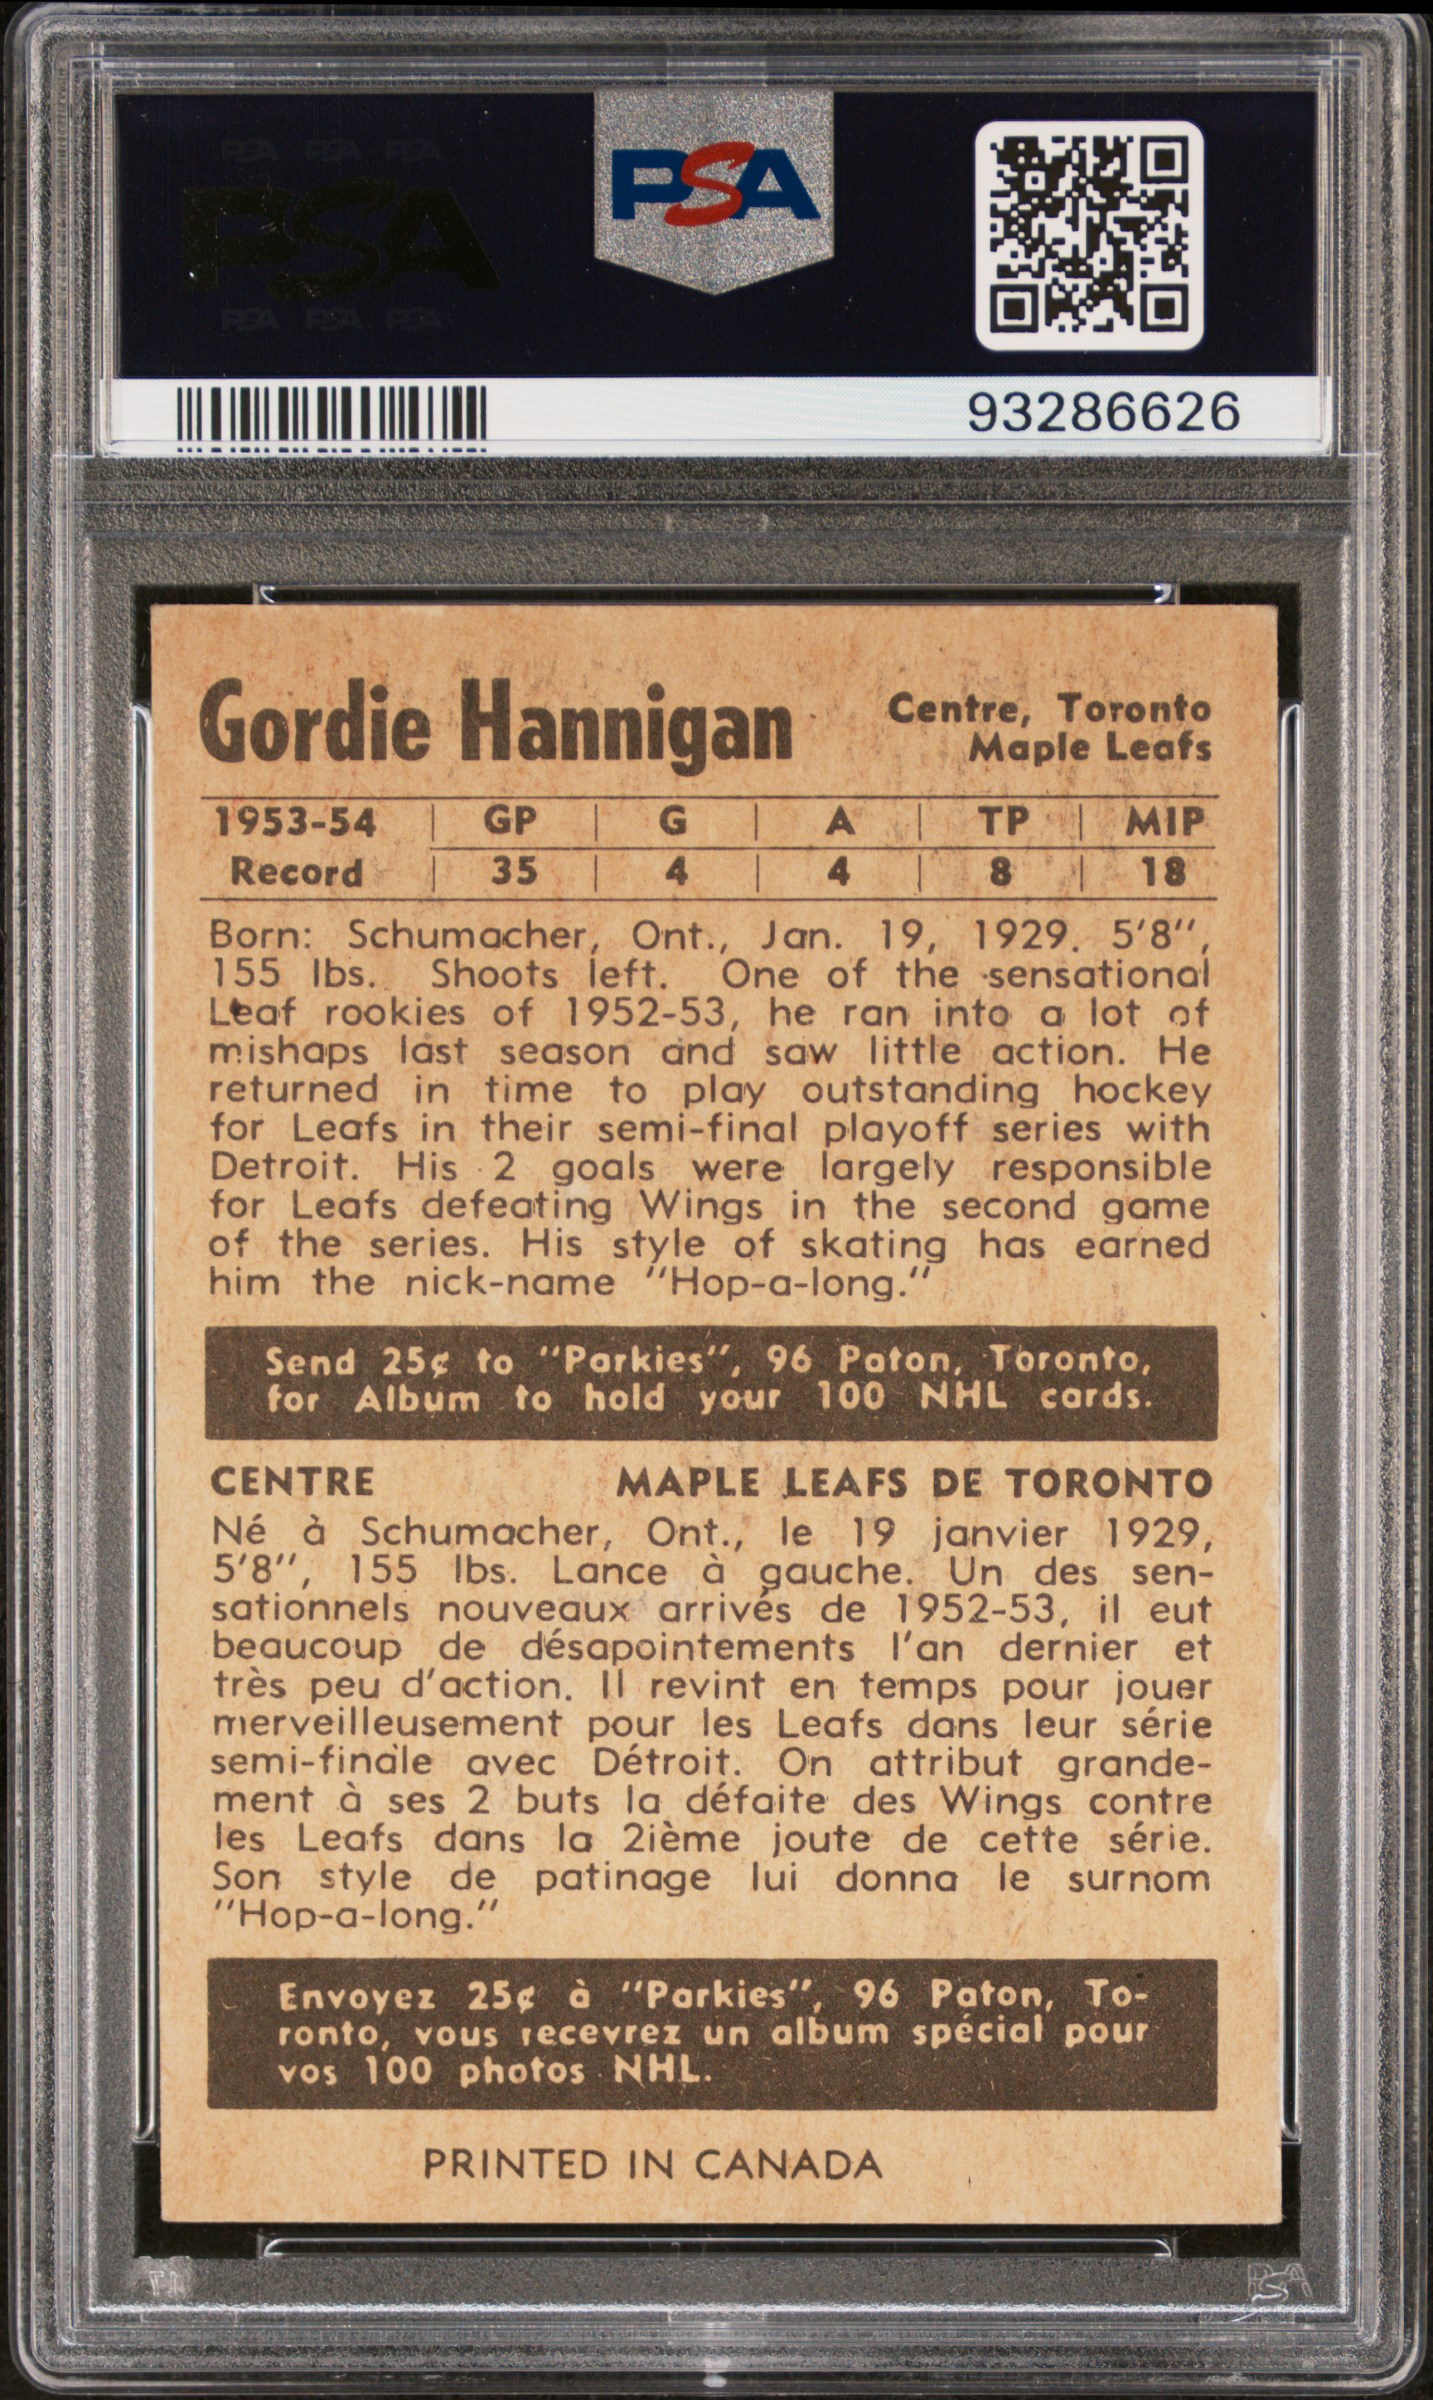 PSA PSA PSA
PSA
PSA PSA PSA
PSA
93286626
Gordie Hannigan
Centre, Toronto
Maple Leafs
1953-54 | GP | G | A | TP | MIP
Record | 35 | 4 | 4 | 8 | 18
Born: Schumacher, Ont., Jan. 19, 1929. 5'8",
155 lbs. Shoots left. One of the sensational
Leaf rookies of 1952-53, he ran into a lot of
mishaps last season and saw little action. He
returned in time to play outstanding hockey
for Leafs in their semi-final playoff series with
Detroit. His 2 goals were largely responsible
for Leafs defeating Wings in the second game
of the series. His style of skating has earned
him the nick-name "Hop-a-long."
Send 25¢ to "Parkies", 96 Paton, Toronto,
for Album to hold your 100 NHL cards.
CENTRE MAPLE LEAFS DE TORONTO
Né à Schumacher, Ont., le 19 janvier 1929,
5'8", 155 lbs. Lance à gauche. Un des sen-
sationnels nouveaux arrivés de 1952-53, il eut
beaucoup de désapointements l'an dernier et
très peu d'action. Il revint en temps pour jouer
merveilleusement pour les Leafs dans leur série
semi-finale avec Détroit. On attribut grande-
ment à ses 2 buts la défaite des Wings contre
les Leafs dans la 2ième joute de cette série.
Son style de patinage lui donna le surnom
"Hop-a-long."
Envoyez 25¢ à "Parkies", 96 Paton, To-
ronto, vous recevrez un album spécial pour
vos 100 photos NHL.
PRINTED IN CANADA
PSA